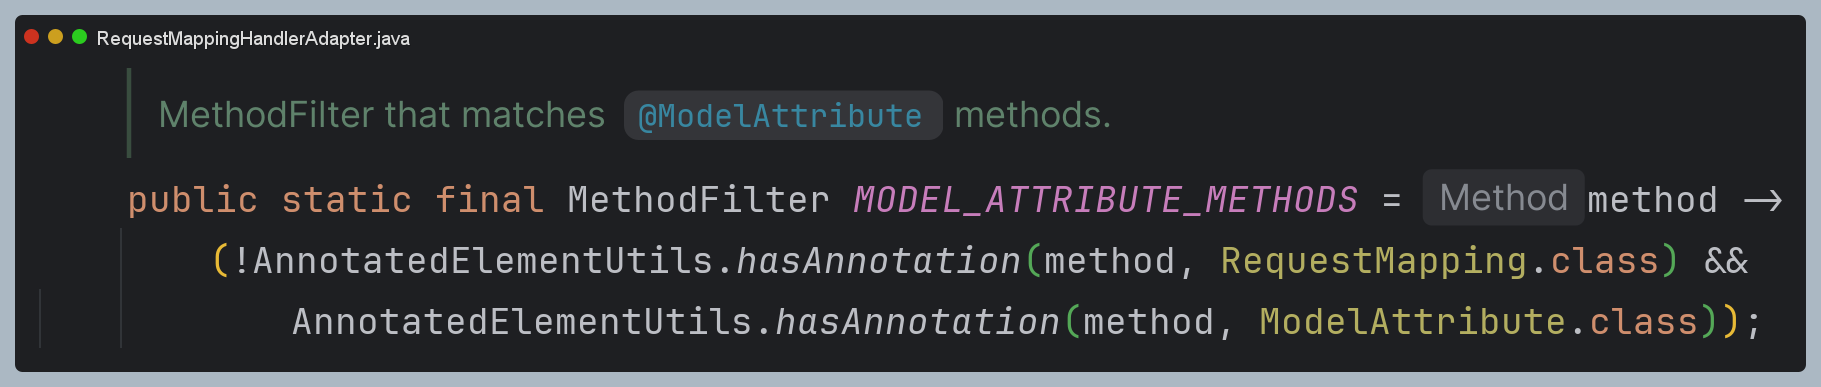 RequestMappingHandlerAdapter.java
MethodFilter that matches @ModelAttribute methods.
public static final MethodFilter MODEL_ATTRIBUTE_METHODS = Method method ->
(!AnnotatedElementUtils.hasAnnotation(method, RequestMapping.class) &&
AnnotatedElementUtils.hasAnnotation(method, ModelAttribute.class));